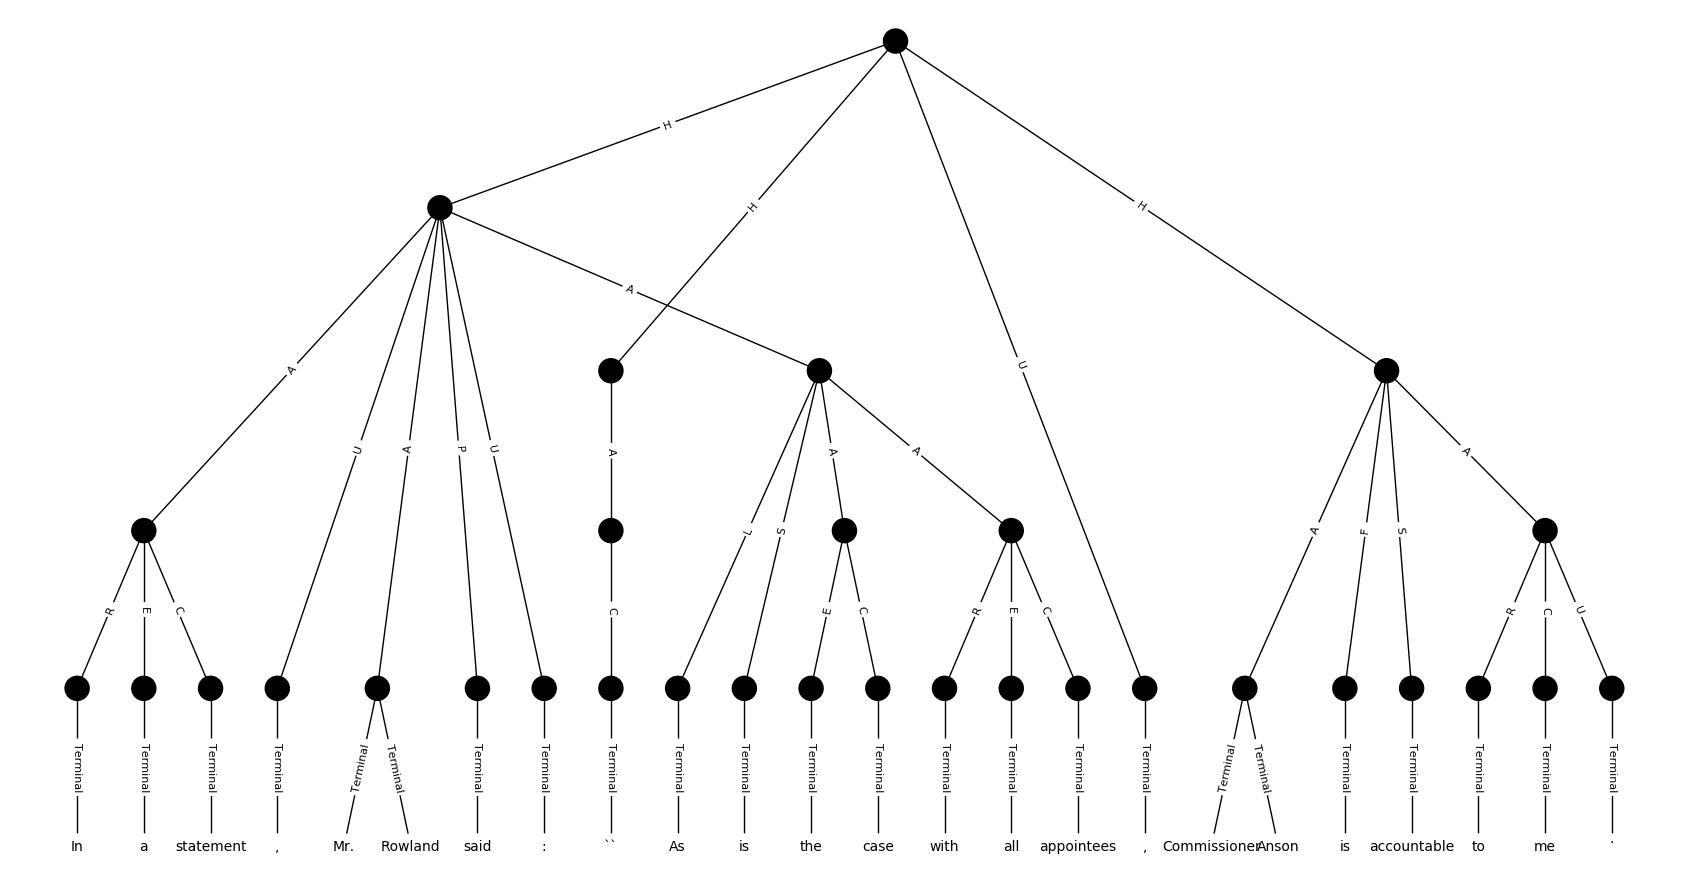 H
H H
A
A U
U A P U
A L S A A A F S A
R E C C E C R E C R C U
Terminal Terminal Terminal Terminal Terminal Terminal Terminal Terminal Terminal Terminal Terminal Terminal Terminal Terminal Terminal Terminal Terminal Terminal Terminal Terminal Terminal Terminal Terminal Terminal
In a statement , Mr. Rowland said : `` As is the case with all appointees , Commissioner Anson is accountable to me .